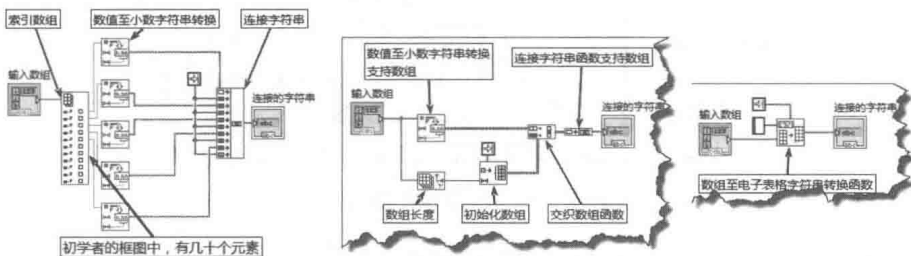 索引数组
数值至小数字符串转换
连接字符串
输入数组
连接的字符串
初学者的框图中，有几十个元素
数值至小数字符串转换
支持数组
连接字符串函数支持数组
输入数组
连接的字符串
数组长度
初始化数组
交织数组函数
输入数组
连接的字符串
数组至电子表格字符串转换函数